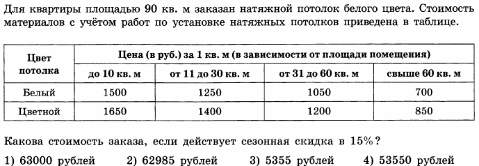 Для квартиры площадью 90 кв. м заказан натяжной потолок белого цвета. Стоимость
материалов с учётом работ по установке натяжных потолков приведена в таблице.
Цвет потолка Цена (в руб.) за 1 кв. м (в зависимости от площади помещения)
до 10 кв. м от 11 до 30 кв. м от 31 до 60 кв. м свыше 60 кв. м
Белый 1500 1250 1050 700
Цветной 1650 1400 1200 850
Какова стоимость заказа, если действует сезонная скидка в 15%?
1) 63000 рублей 2) 62985 рублей 3) 5355 рублей 4) 53550 рублей